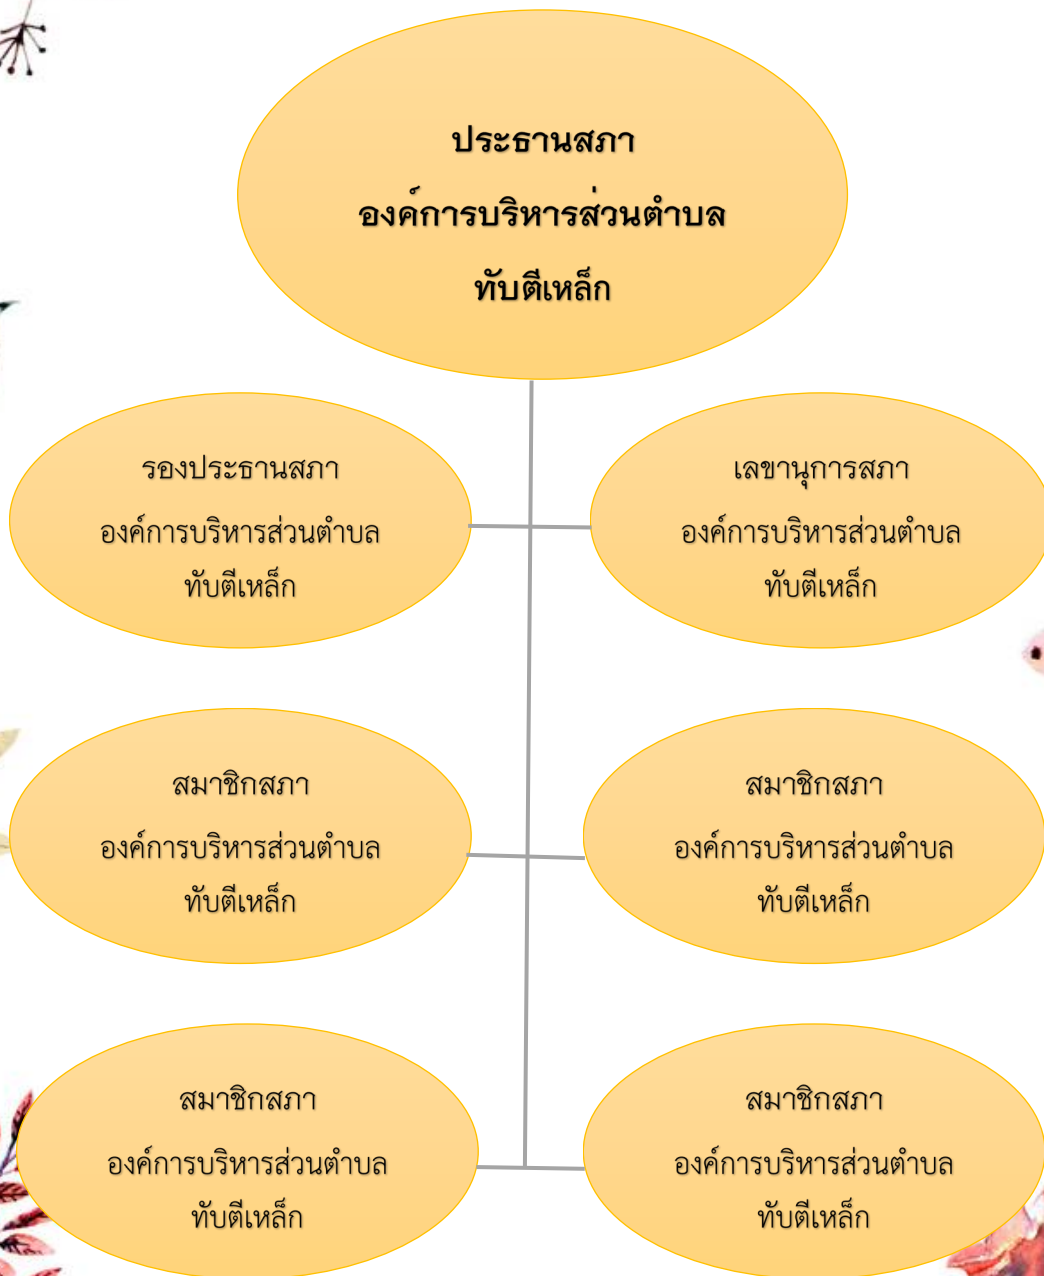 ประธานสภา
องค์การบริหารส่วนตำบล
ทับตีเหล็ก
รองประธานสภา
องค์การบริหารส่วนตำบล
ทับตีเหล็ก
เลขานุการสภา
องค์การบริหารส่วนตำบล
ทับตีเหล็ก
สมาชิกสภา
องค์การบริหารส่วนตำบล
ทับตีเหล็ก
สมาชิกสภา
องค์การบริหารส่วนตำบล
ทับตีเหล็ก
สมาชิกสภา
องค์การบริหารส่วนตำบล
ทับตีเหล็ก
สมาชิกสภา
องค์การบริหารส่วนตำบล
ทับตีเหล็ก